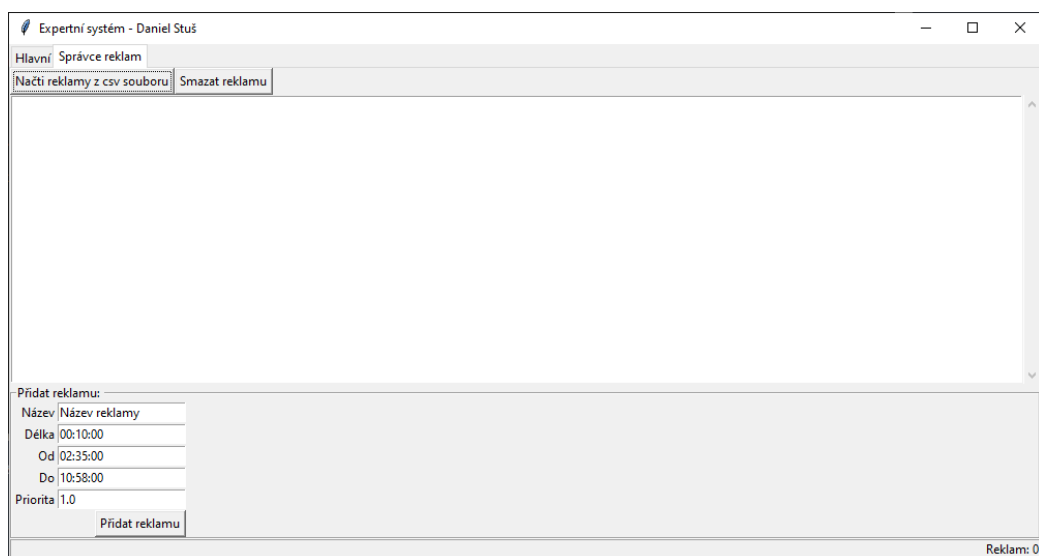 Expertní systém - Daniel Stuš
Hlavní Správce reklam
Načti reklamy z csv souboru Smazat reklamu
Přidat reklamu:
Název Název reklamy
Délka 00:10:00
Od 02:35:00
Do 10:58:00
Priorita 1.0
Přidat reklamu
Reklam: 0